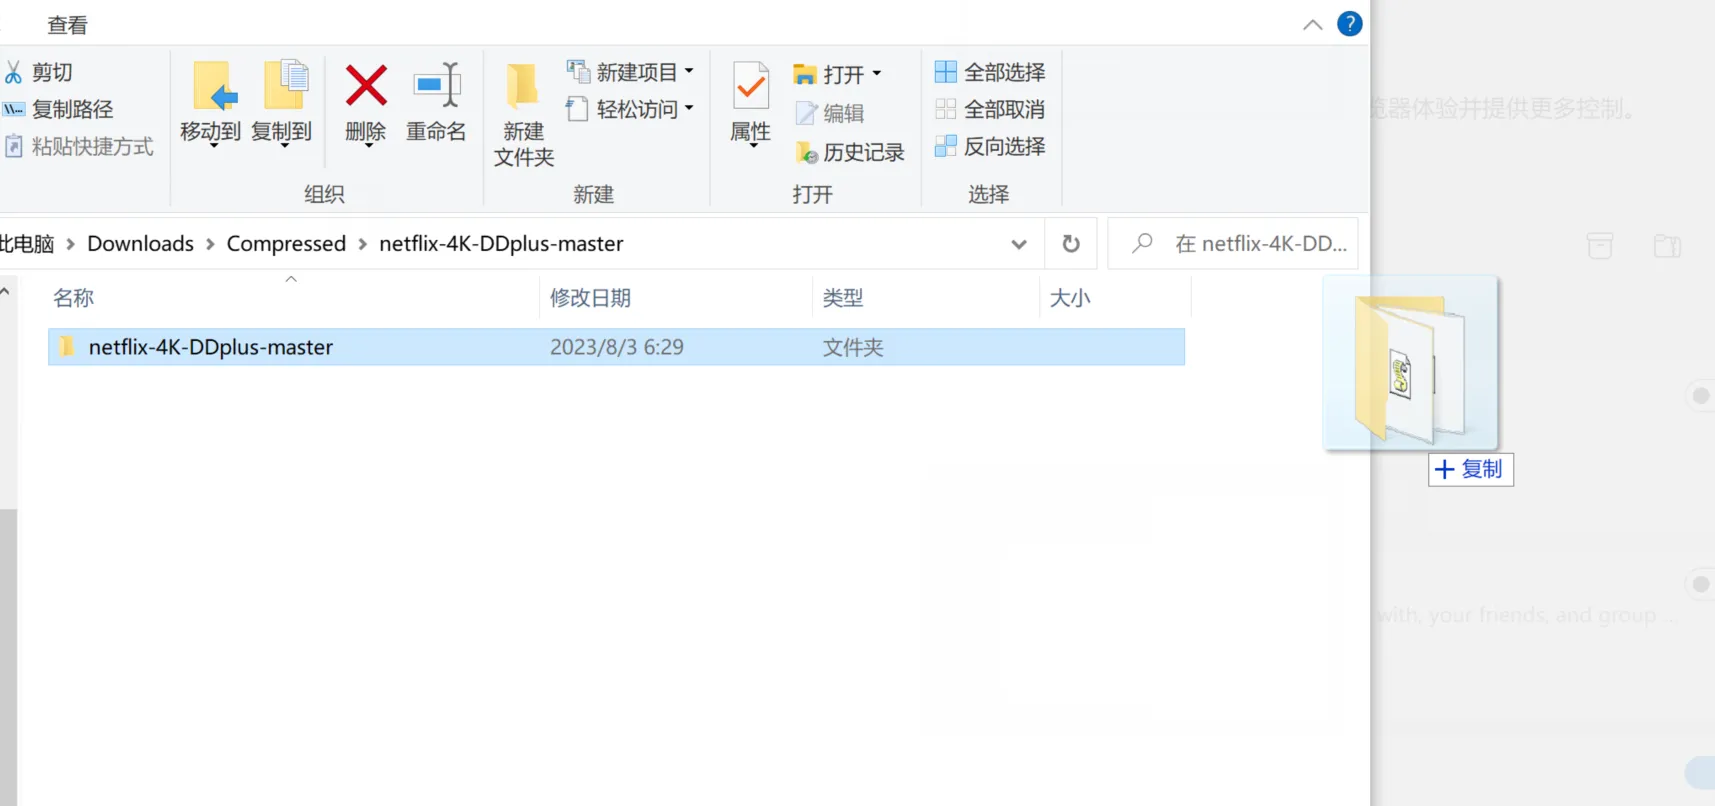 查看
?
剪切
复制路径
粘贴快捷方式
移动到
复制到
删除
重命名
新建
文件夹
新建项目
轻松访问
属性
打开
编辑
历史记录
全部选择
全部取消
反向选择
组织
新建
打开
选择
览器体验并提供更多控制。
此电脑 > Downloads > Compressed > netflix-4K-DDplus-master
在 netflix-4K-DD...
名称
修改日期
类型
大小
netflix-4K-DDplus-master
2023/8/3 6:29
文件夹
+ 复制
with, your friends, and group ...